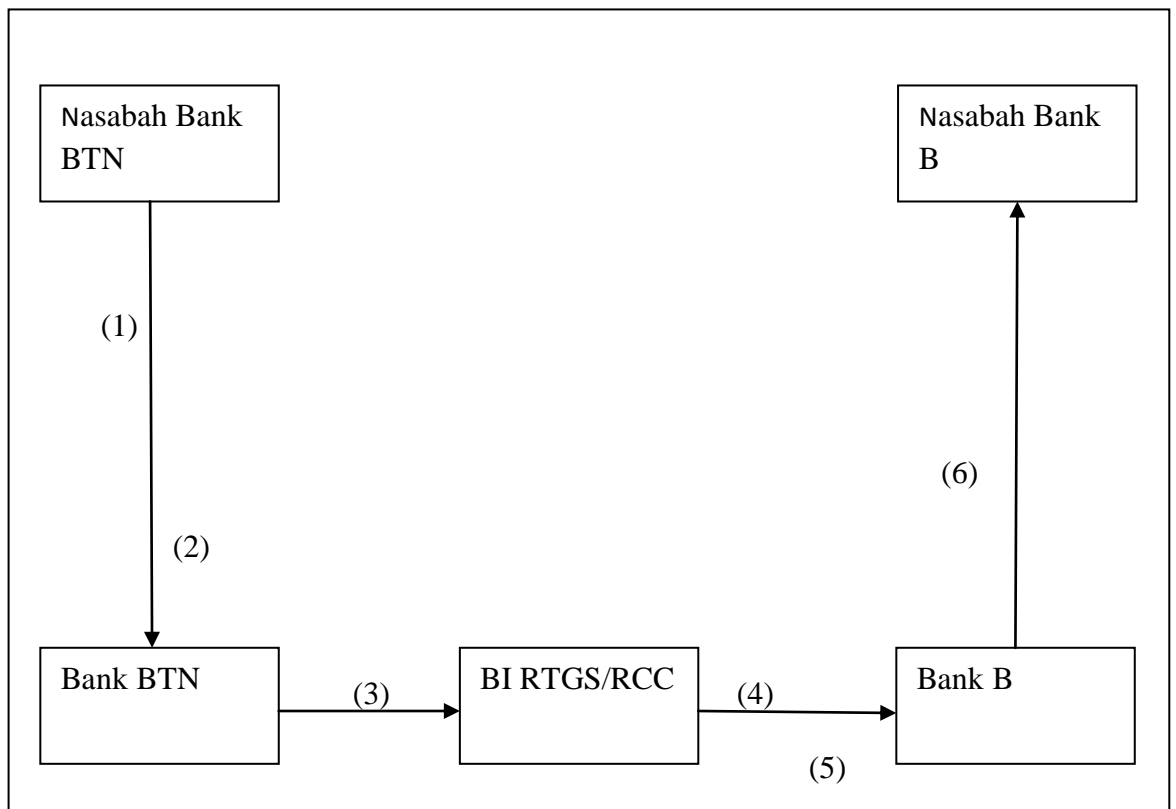 Nasabah Bank
BTN
Nasabah Bank
B
(1)
(6)
(2)
Bank BTN
(3)
BI RTGS/RCC
(4)
Bank B
(5)